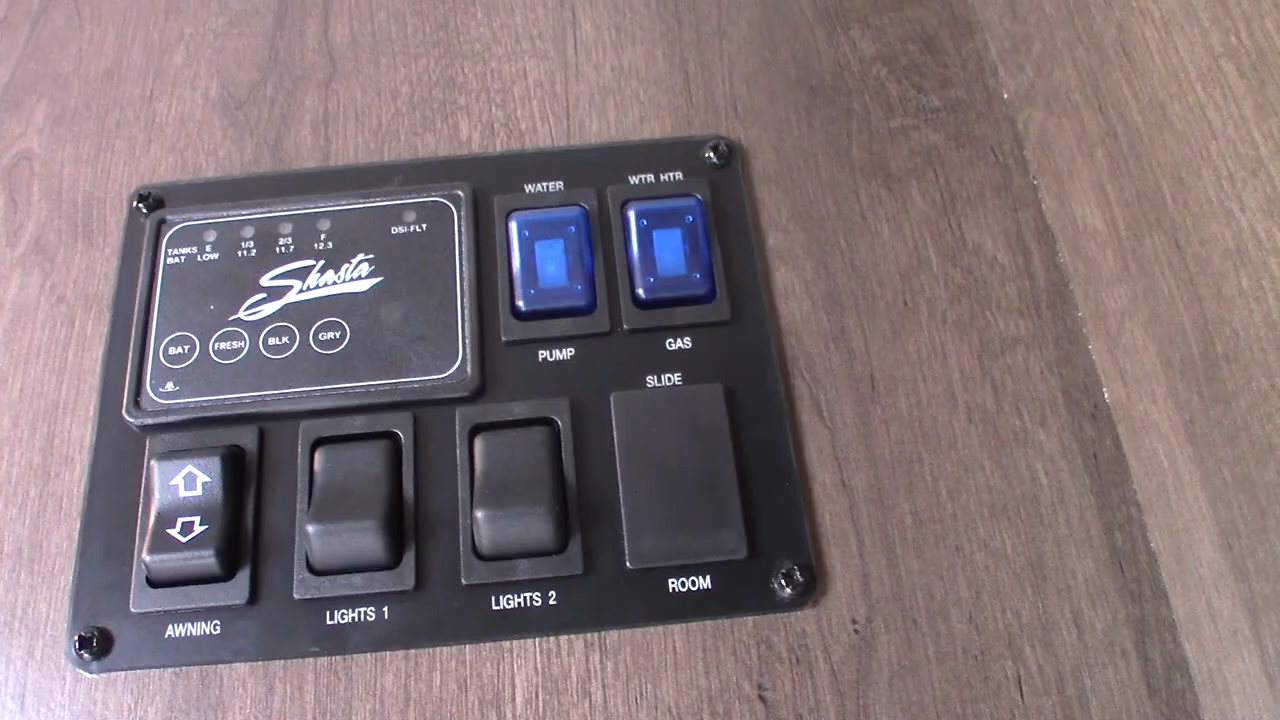 WATER
WTR HTR
TANKS E 1/3 2/3 F
BAT LOW 11.2 11.7 12.3
DSI-FLT
Shasta
BAT FRESH BLK GRY
PUMP
GAS
SLIDE
AWNING
LIGHTS 1
LIGHTS 2
ROOM